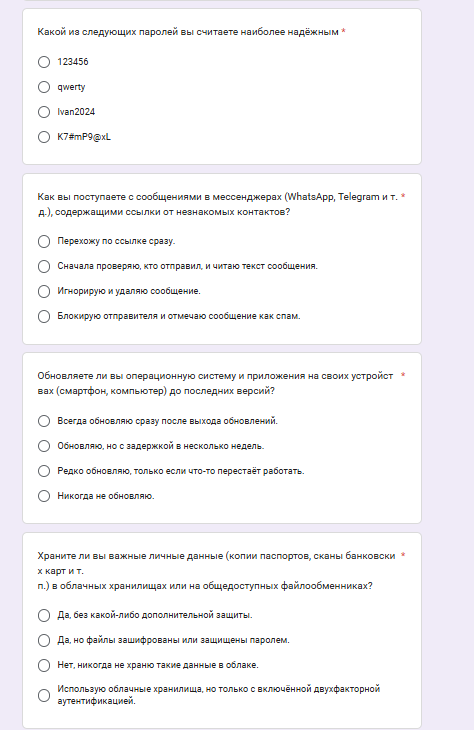 Какой из следующих паролей вы считаете наиболее надёжным *
123456
qwerty
Ivan2024
K7#mP9@xL
Как вы поступаете с сообщениями в мессенджерах (WhatsApp, Telegram и т. *
д.), содержащими ссылки от незнакомых контактов?
Перехожу по ссылке сразу.
Сначала проверяю, кто отправил, и читаю текст сообщения.
Игнорирую и удаляю сообщение.
Блокирую отправителя и отмечаю сообщение как спам.
Обновляете ли вы операционную систему и приложения на своих устройст *
вах (смартфон, компьютер) до последних версий?
Всегда обновляю сразу после выхода обновлений.
Обновляю, но с задержкой в несколько недель.
Редко обновляю, только если что-то перестаёт работать.
Никогда не обновляю.
Храните ли вы важные личные данные (копии паспортов, сканы банковски *
х карт и т.
п.) в облачных хранилищах или на общедоступных файлообменниках?
Да, без какой-либо дополнительной защиты.
Да, но файлы зашифрованы или защищены паролем.
Нет, никогда не храню такие данные в облаке.
Использую облачные хранилища, но только с включённой двухфакторной
аутентификацией.